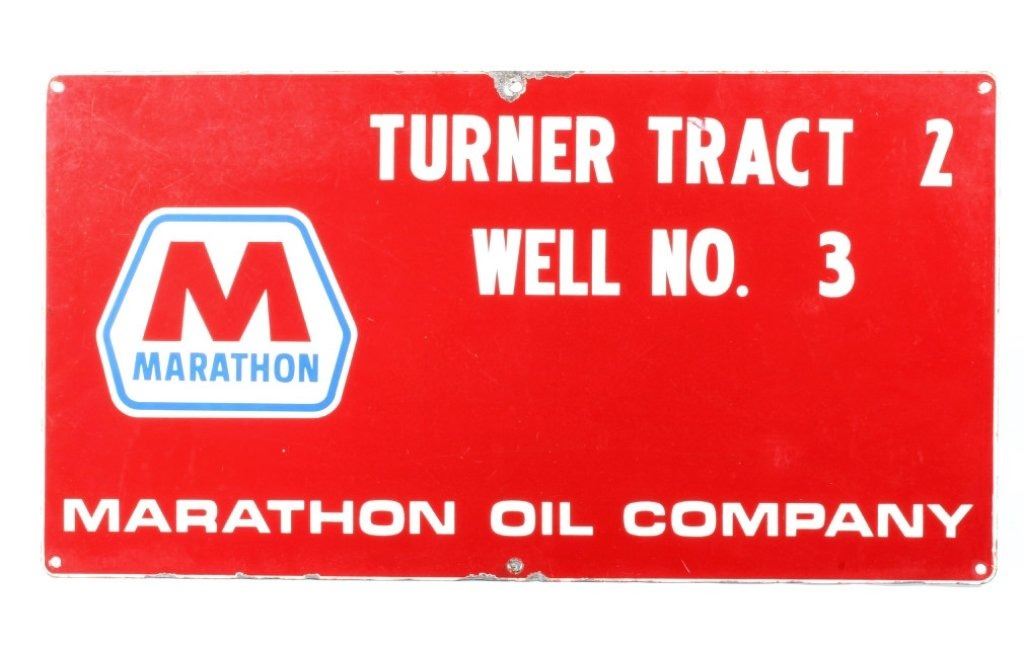 TURNER TRACT 2
WELL NO. 3
M
MARATHON
MARATHON OIL COMPANY